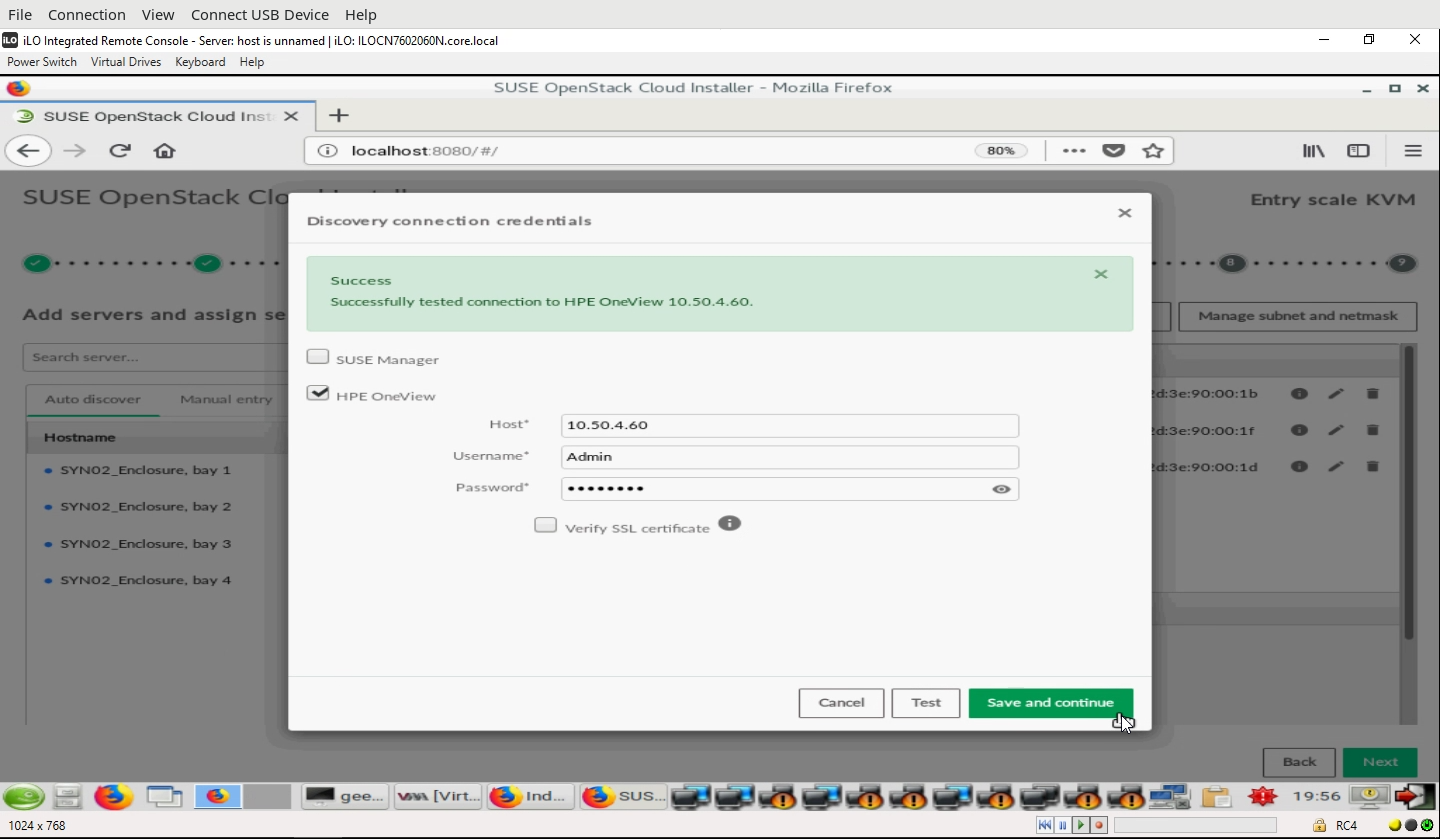 File Connection View Connect USB Device Help
iLO iLO Integrated Remote Console - Server: host is unnamed | iLO: ILOCN7602060N.core.local
Power Switch Virtual Drives Keyboard Help
SUSE OpenStack Cloud Installer - Mozilla Firefox
SUSE OpenStack Cloud Inst
localhost:8080/#/ 80%
SUSE OpenStack Clo
Entry scale KVM
Discovery connection credentials
8 9
Success
Successfully tested connection to HPE OneView 10.50.4.60.
Add servers and assign se
Manage subnet and netmask
Search server...
SUSE Manager
Auto discover Manual entry
HPE OneView
2d:3e:90:00:1b
Hostname
Host* 10.50.4.60
2d:3e:90:00:1f
Username* Admin
SYN02_Enclosure, bay 1
2d:3e:90:00:1d
Password* ••••••••
SYN02_Enclosure, bay 2
Verify SSL certificate
SYN02_Enclosure, bay 3
SYN02_Enclosure, bay 4
Cancel Test Save and continue
Back Next
gee... [Virt... Ind... SUS... 19:56
1024 x 768 RC4